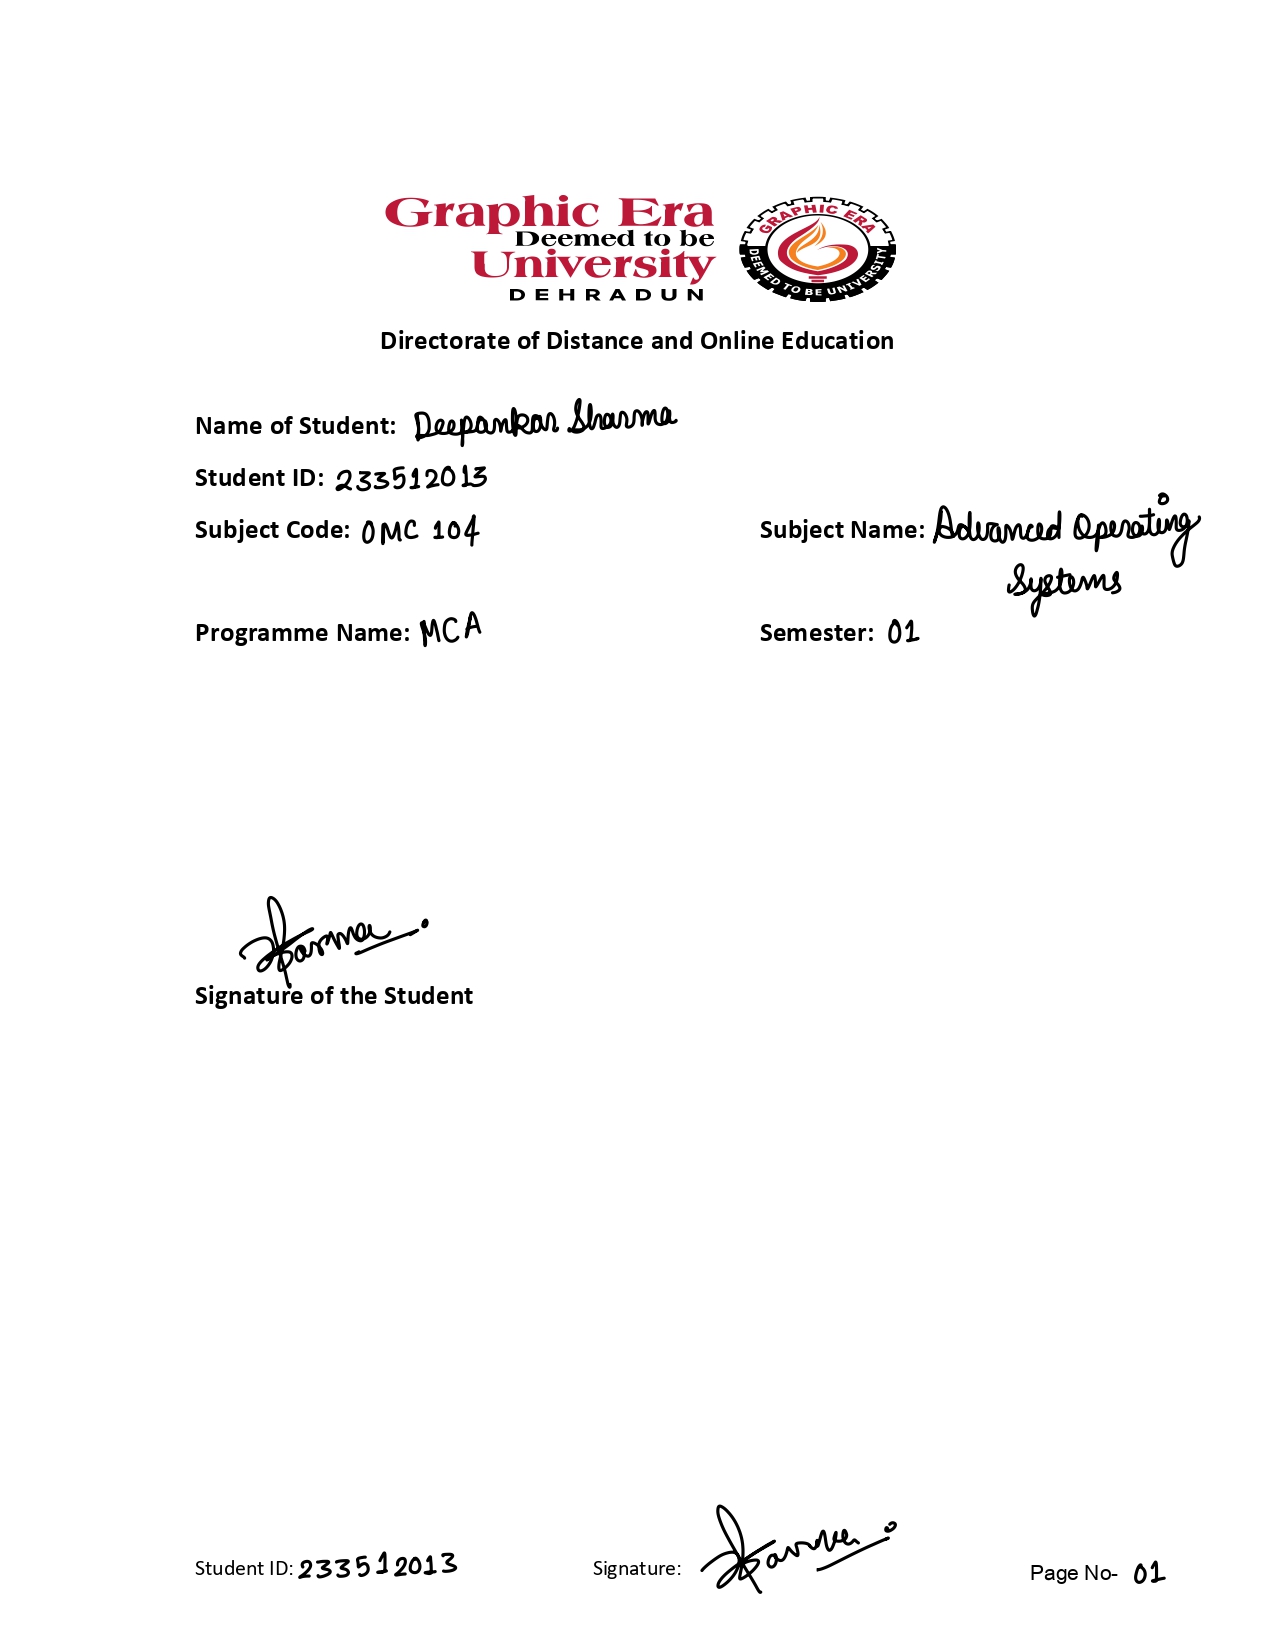 Graphic Era
Deemed to be
University
DEHRADUN
GRAPHIC ERA
DEEMED TO BE UNIVERSITY
Directorate of Distance and Online Education
Name of Student: Deepankar Sharma
Student ID: 233512013
Subject Code: OMC 104 Subject Name: Advanced Operating
Systems
Programme Name: MCA Semester: 01
Sharma
Signature of the Student
Student ID: 233512013 Signature: Sharma Page No- 01